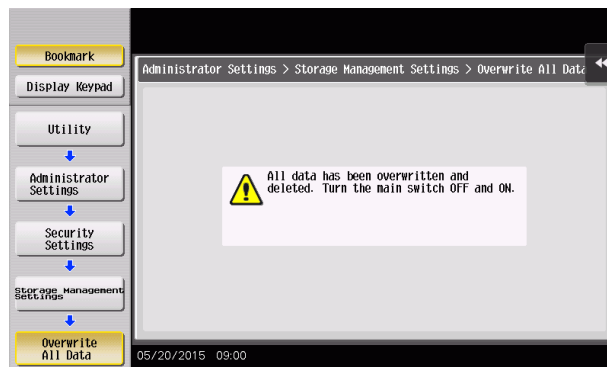 Bookmark
Display Keypad
Utility
Administrator
Settings
Security
Settings
Storage Management
Settings
Overwrite
All Data
Administrator Settings > Storage Management Settings > Overwrite All Data
All data has been overwritten and
deleted. Turn the main switch OFF and ON.
05/20/2015 09:00